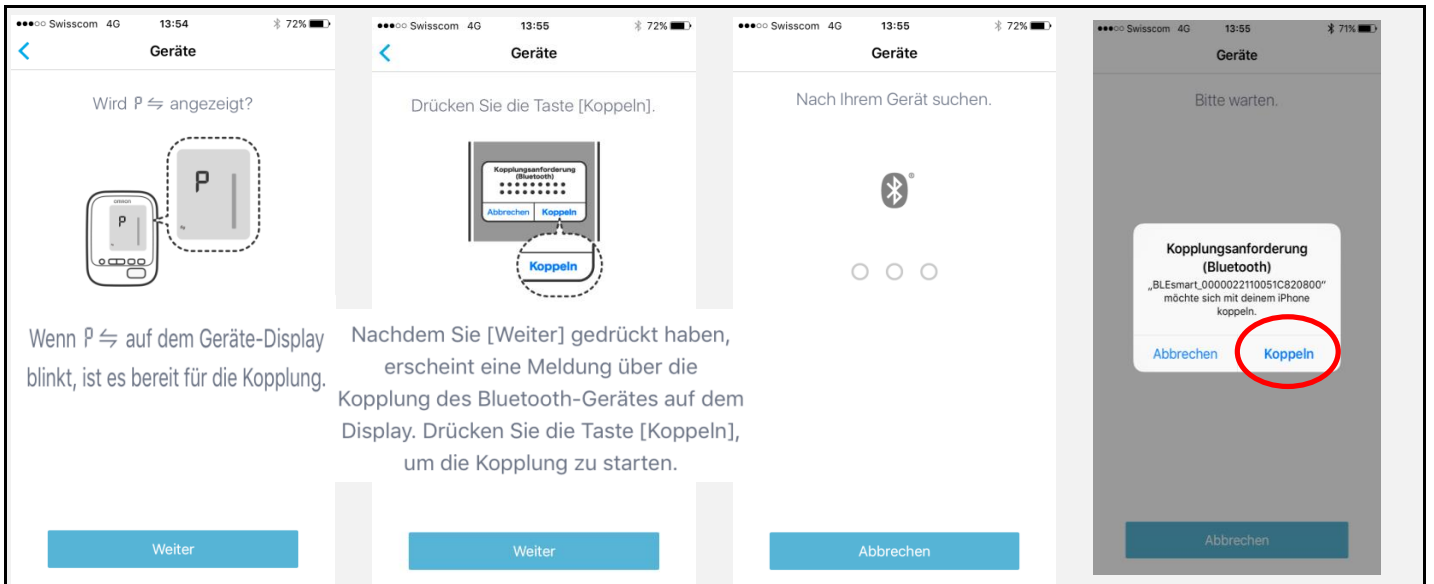 ●●●○○ Swisscom 4G 13:54 72%
Geräte
Wird P ⇋ angezeigt?
P
OMRON
P
Wenn P ⇋ auf dem Geräte-Display
blinkt, ist es bereit für die Kopplung.
Weiter
●●●○○ Swisscom 4G 13:55 72%
Geräte
Drücken Sie die Taste [Koppeln].
Kopplungsanforderung
(Bluetooth)
Abbrechen Koppeln
Koppeln
Nachdem Sie [Weiter] gedrückt haben,
erscheint eine Meldung über die
Kopplung des Bluetooth-Gerätes auf dem
Display. Drücken Sie die Taste [Koppeln],
um die Kopplung zu starten.
Weiter
●●●○○ Swisscom 4G 13:55 72%
Geräte
Nach Ihrem Gerät suchen.
®
Abbrechen
●●●○○ Swisscom 4G 13:55 71%
Geräte
Bitte warten.
Kopplungsanforderung
(Bluetooth)
„BLEsmart_0000022110051C820800“
möchte sich mit deinem iPhone
koppeln.
Abbrechen Koppeln
Abbrechen